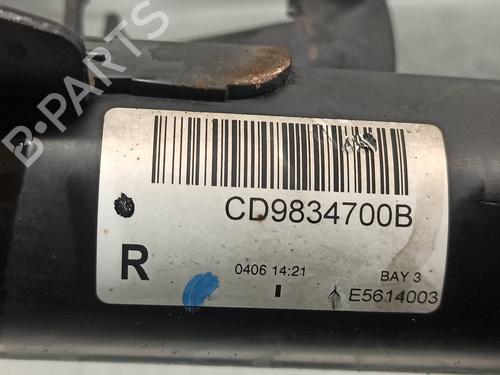 B-PARTS
CD9834700B
R
0406 14:21
BAY 3
I
E5614003